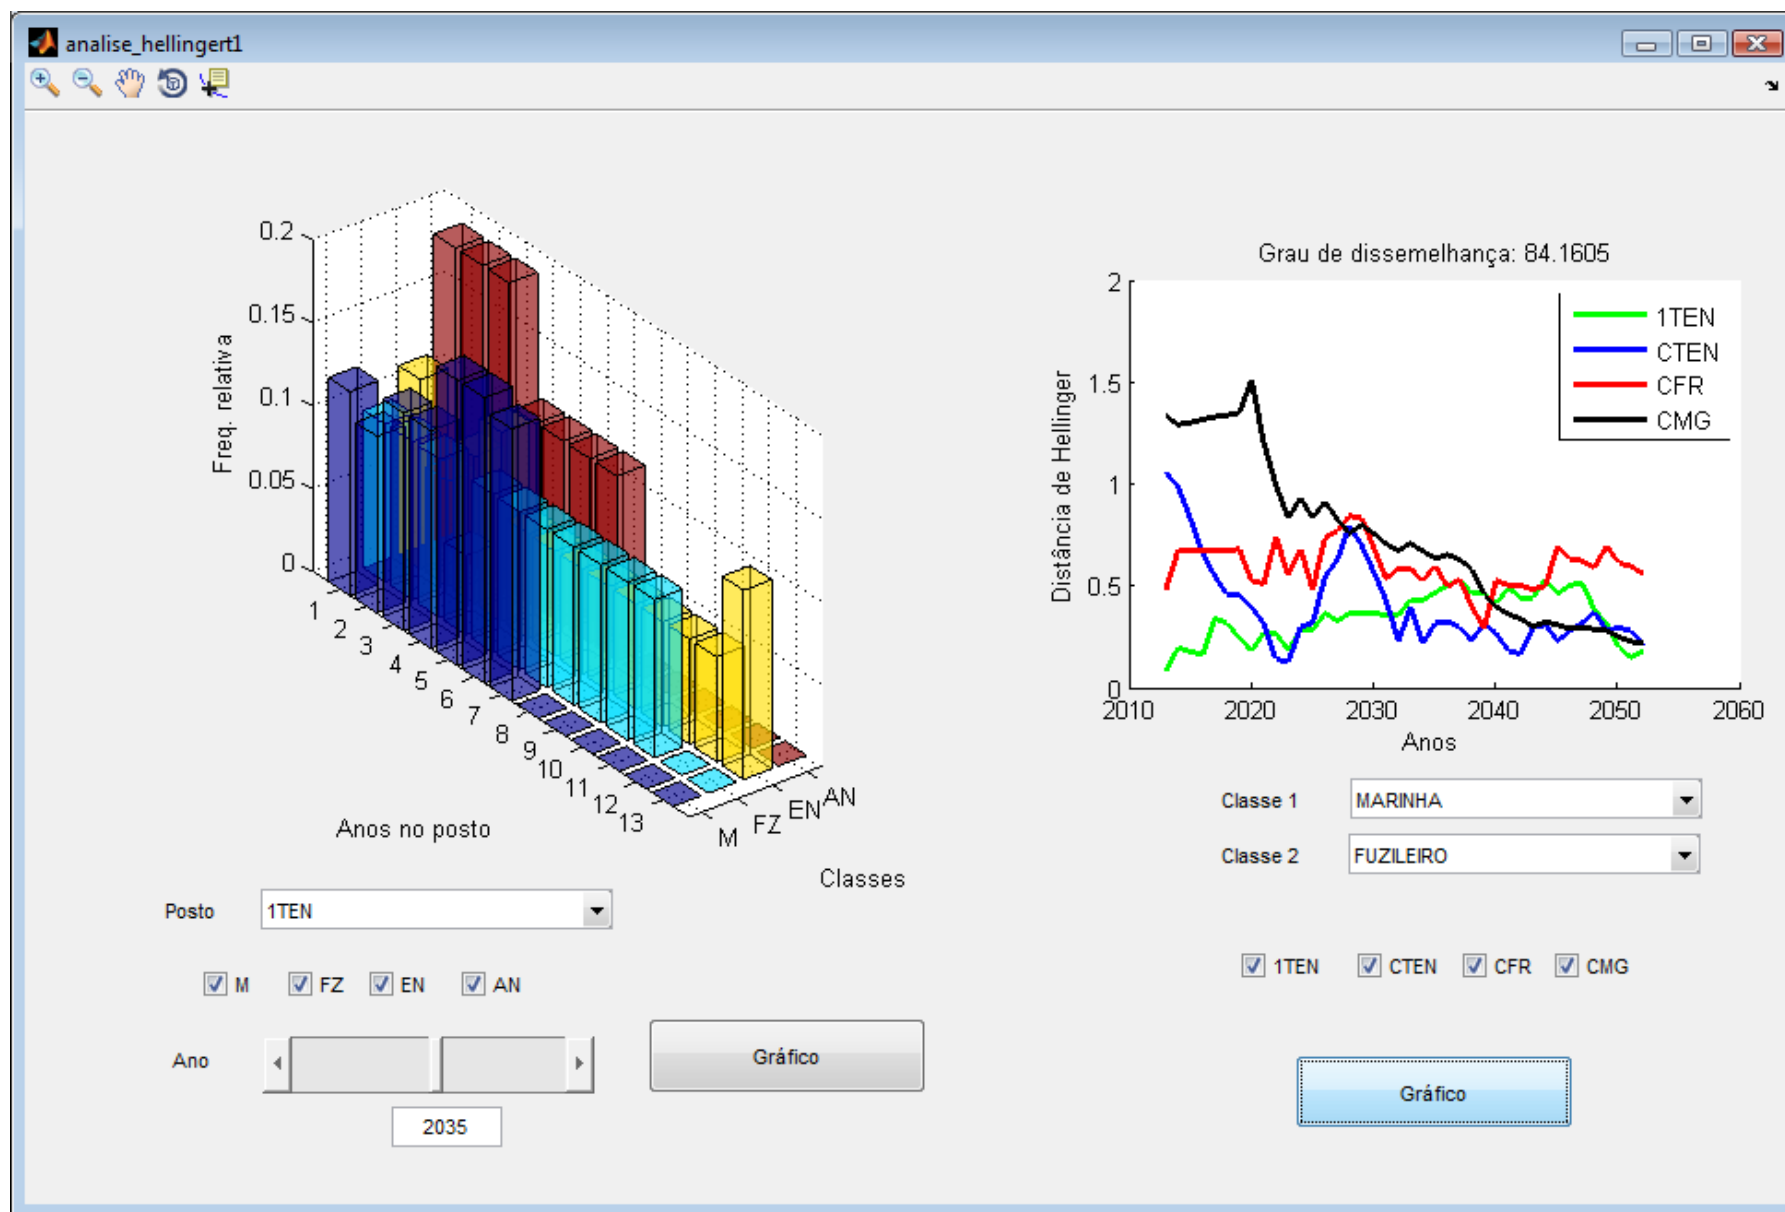 analise_hellingert1
0.2
0.15
0.1
0.05
0
Freq. relativa
1
2
3
4
5
6
7
8
9
10
11
12
13
M
FZ
EN
AN
Anos no posto
Classes
Posto
1TEN
M
FZ
EN
AN
Ano
2035
Gráfico
Grau de dissemelhança: 84.1605
2
1.5
1
0.5
0
Distância de Hellinger
1TEN
CTEN
CFR
CMG
2010
2020
2030
2040
2050
2060
Anos
Classe 1
MARINHA
Classe 2
FUZILEIRO
1TEN
CTEN
CFR
CMG
Gráfico